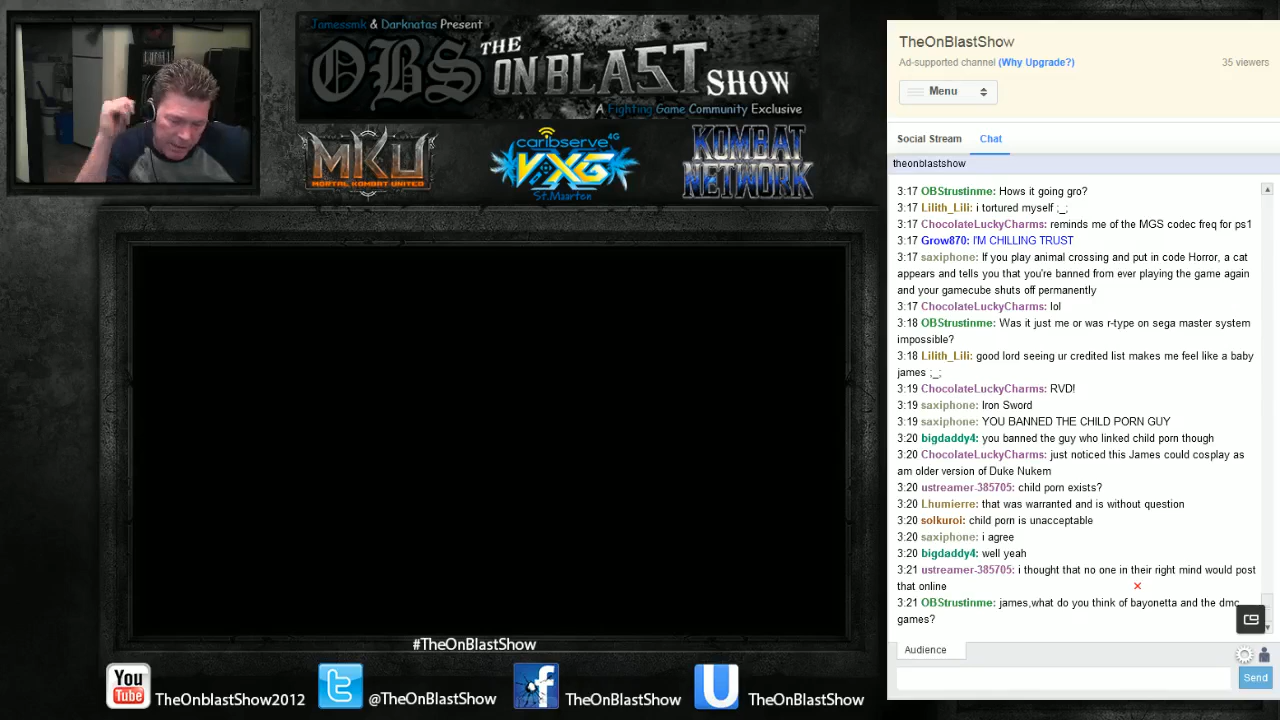 Jamessmk & Darknatas Present
OBS THE ON BLAST SHOW
A Fighting Game Community Exclusive
MKU
MORTAL KOMBAT UNITED
caribserve 4G
VXG
St.Maarten
KOMBAT
NETWORK
#TheOnBlastShow
You
Tube
TheOnblastShow2012
@TheOnBlastShow
TheOnBlastShow
TheOnBlastShow
TheOnBlastShow
Ad-supported channel (Why Upgrade?)
35 viewers
Menu
Social Stream
Chat
theonblastshow
3:17 OBStrustinme: Hows it going gro?
3:17 Lilith_Lili: i tortured myself ;_;
3:17 ChocolateLuckyCharms: reminds me of the MGS codec freq for ps1
3:17 Grow870: I'M CHILLING TRUST
3:17 saxiphone: If you play animal crossing and put in code Horror, a cat
appears and tells you that you're banned from ever playing the game again
and your gamecube shuts off permanently
3:17 ChocolateLuckyCharms: lol
3:18 OBStrustinme: Was it just me or was r-type on sega master system
impossible?
3:18 Lilith_Lili: good lord seeing ur credited list makes me feel like a baby
james ;_;
3:19 ChocolateLuckyCharms: RVD!
3:19 saxiphone: Iron Sword
3:19 saxiphone: YOU BANNED THE CHILD PORN GUY
3:20 bigdaddy4: you banned the guy who linked child porn though
3:20 ChocolateLuckyCharms: just noticed this James could cosplay as
am older version of Duke Nukem
3:20 ustreamer-385705: child porn exists?
3:20 Lhumierre: that was warranted and is without question
3:20 solkuroi: child porn is unacceptable
3:20 saxiphone: i agree
3:20 bigdaddy4: well yeah
3:21 ustreamer-385705: i thought that no one in their right mind would post
that online
3:21 OBStrustinme: james,what do you think of bayonetta and the dmc
games?
Audience
Send